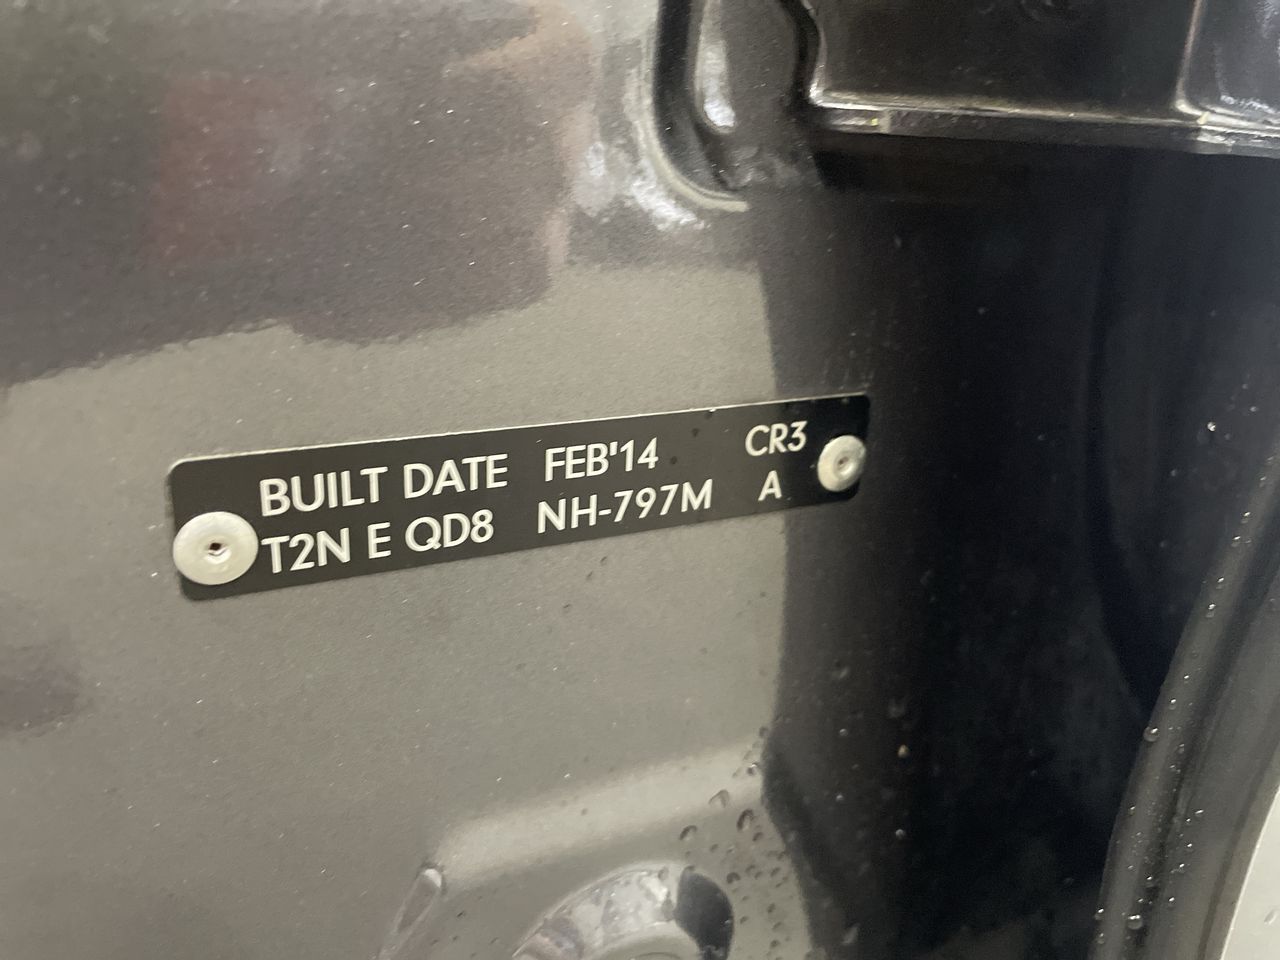 BUILT DATE FEB'14 CR3
T2N E QD8 NH-797M A